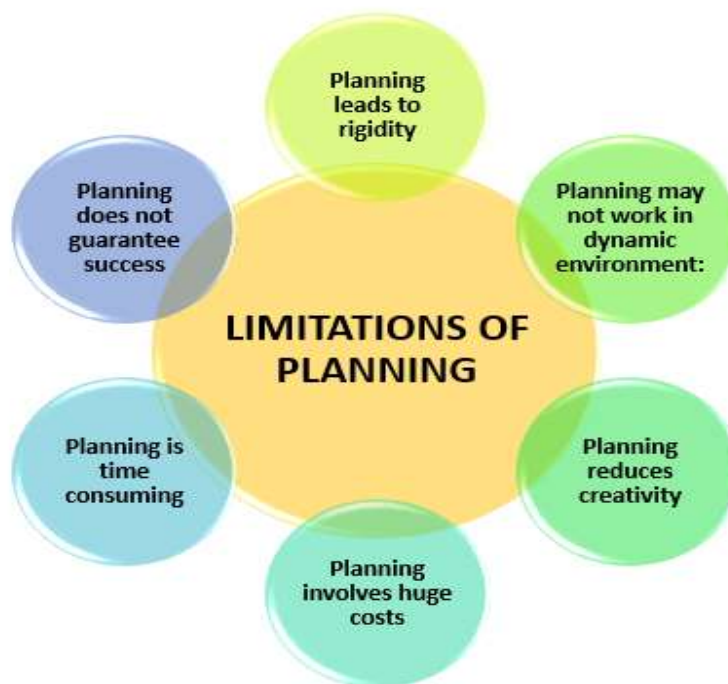 Planning
leads to
rigidity
Planning may
not work in
dynamic
environment:
Planning
reduces
creativity
Planning
involves huge
costs
Planning is
time
consuming
Planning
does not
guarantee
success
LIMITATIONS OF
PLANNING